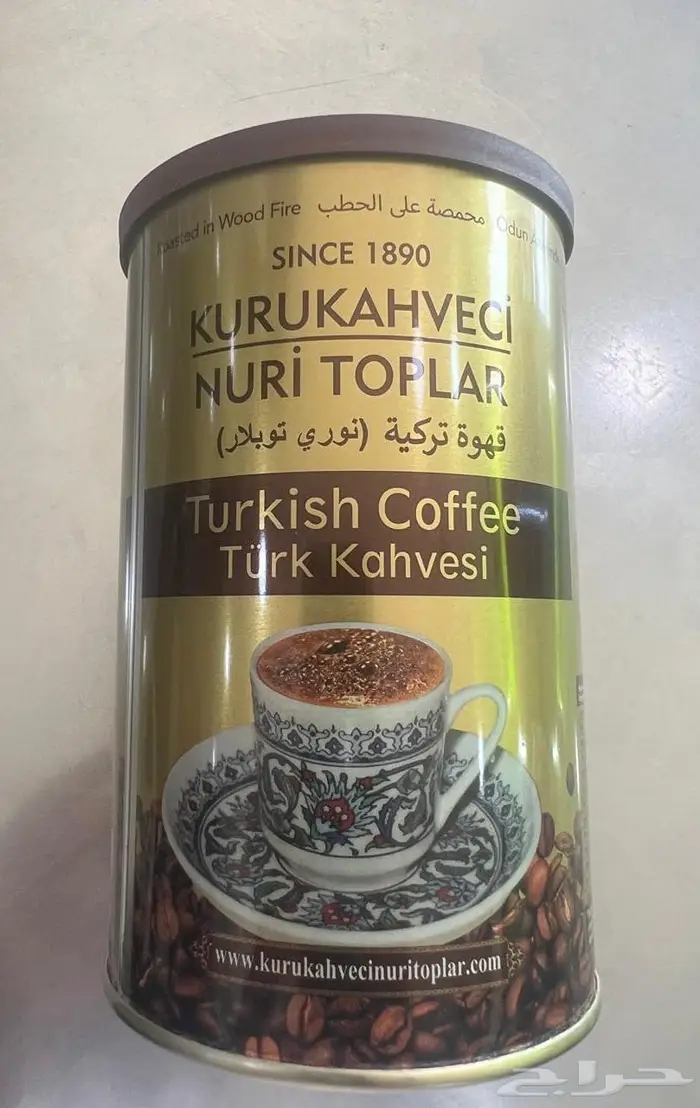 Roasted in Wood Fire محمصة على الحطب Odun
SINCE 1890
KURUKAHVECİ
NURİ TOPLAR
قهوة تركية (نوري توبلار)
Turkish Coffee
Türk Kahvesi
www.kurukahvecinuritoplar.com
حراج